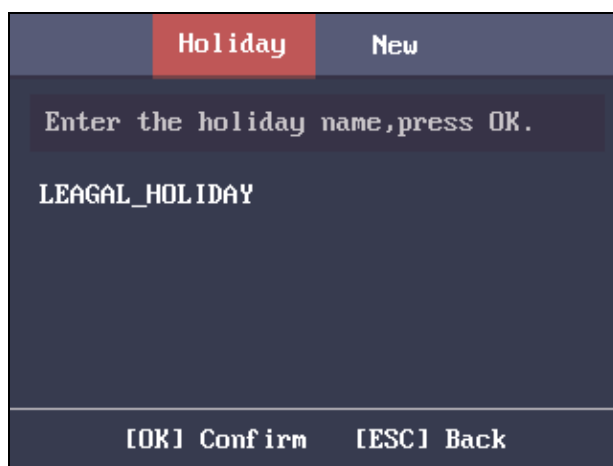 Holiday New
Enter the holiday name,press OK.
LEAGAL_HOLIDAY
[OK] Confirm [ESC] Back